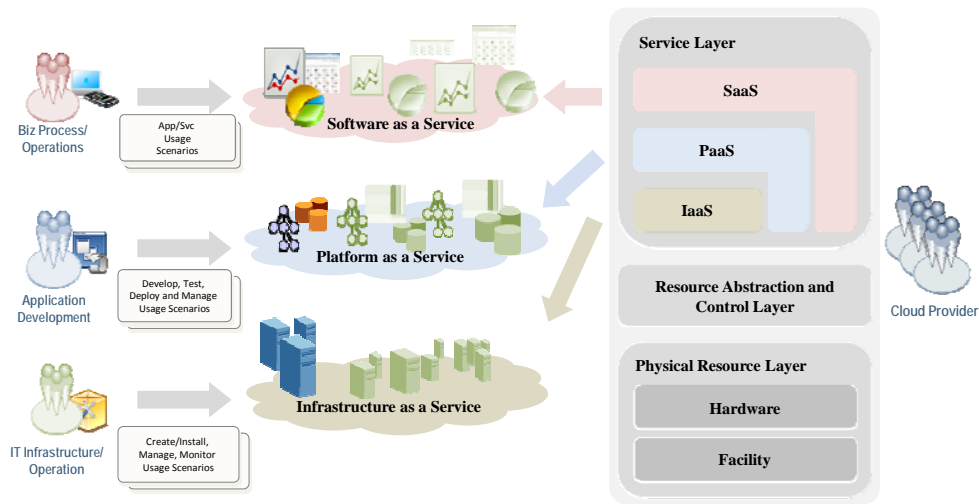 Biz Process/
Operations
App/Svc
Usage
Scenarios
Software as a Service
Application
Development
Develop, Test,
Deploy and Manage
Usage Scenarios
Platform as a Service
IT Infrastructure/
Operation
Create/Install,
Manage, Monitor
Usage Scenarios
Infrastructure as a Service
Service Layer
SaaS
PaaS
IaaS
Resource Abstraction and
Control Layer
Physical Resource Layer
Hardware
Facility
Cloud Provider